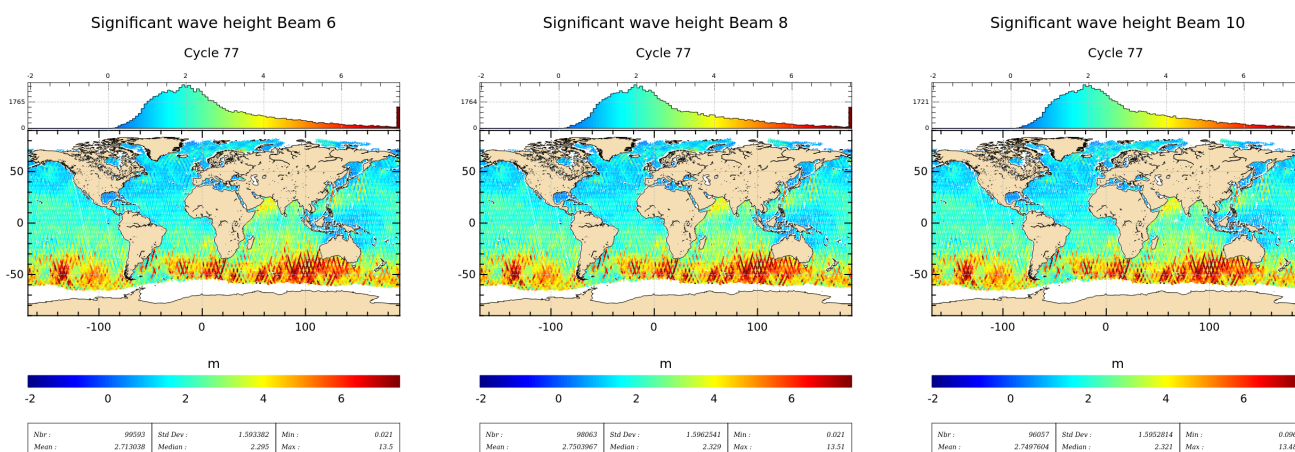 Significant wave height Beam 6
Cycle 77
-2 0 2 4 6
1765
0
50
0
-50
-100 0 100
m
-2 0 2 4 6
Nbr : 99593 Std Dev : 1.593382 Min : 0.021
Mean : 2.713038 Median : 2.295 Max : 13.5
Significant wave height Beam 8
Cycle 77
-2 0 2 4 6
1764
0
50
0
-50
-100 0 100
m
-2 0 2 4 6
Nbr : 98063 Std Dev : 1.5962541 Min : 0.021
Mean : 2.7503967 Median : 2.329 Max : 13.51
Significant wave height Beam 10
Cycle 77
-2 0 2 4 6
1721
0
50
0
-50
-100 0 100
m
-2 0 2 4 6
Nbr : 96057 Std Dev : 1.5952814 Min : 0.096
Mean : 2.7497604 Median : 2.321 Max : 13.48